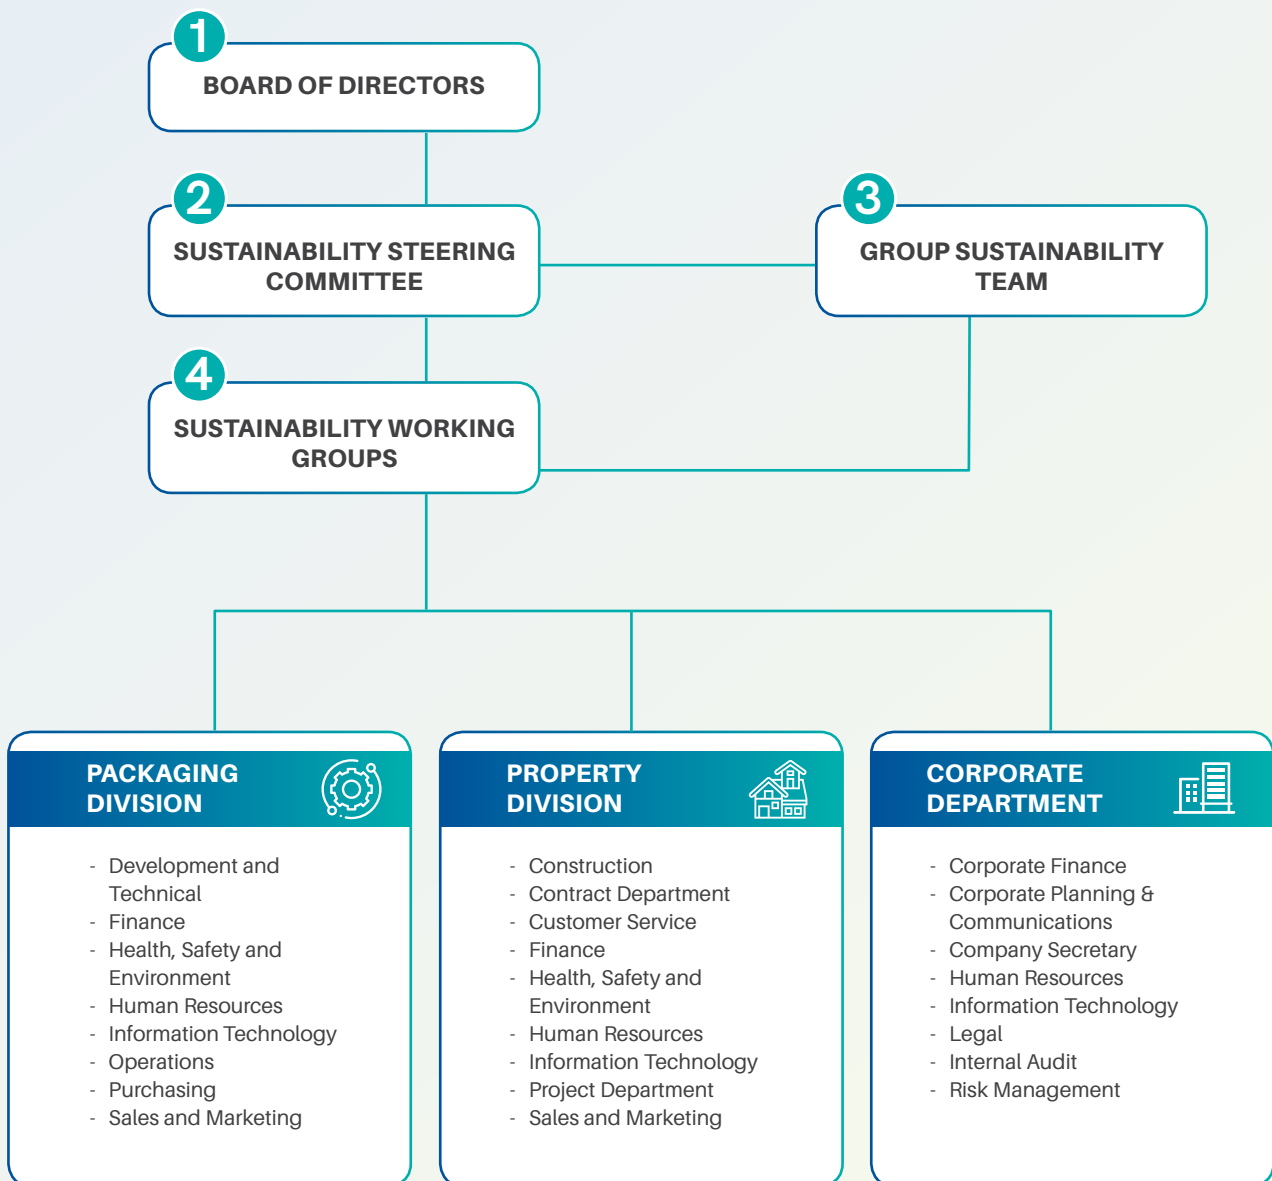 1
BOARD OF DIRECTORS
2
SUSTAINABILITY STEERING
COMMITTEE
3
GROUP SUSTAINABILITY
TEAM
4
SUSTAINABILITY WORKING
GROUPS
PACKAGING
DIVISION
- Development and
Technical
- Finance
- Health, Safety and
Environment
- Human Resources
- Information Technology
- Operations
- Purchasing
- Sales and Marketing
PROPERTY
DIVISION
- Construction
- Contract Department
- Customer Service
- Finance
- Health, Safety and
Environment
- Human Resources
- Information Technology
- Project Department
- Sales and Marketing
CORPORATE
DEPARTMENT
- Corporate Finance
- Corporate Planning &
Communications
- Company Secretary
- Human Resources
- Information Technology
- Legal
- Internal Audit
- Risk Management